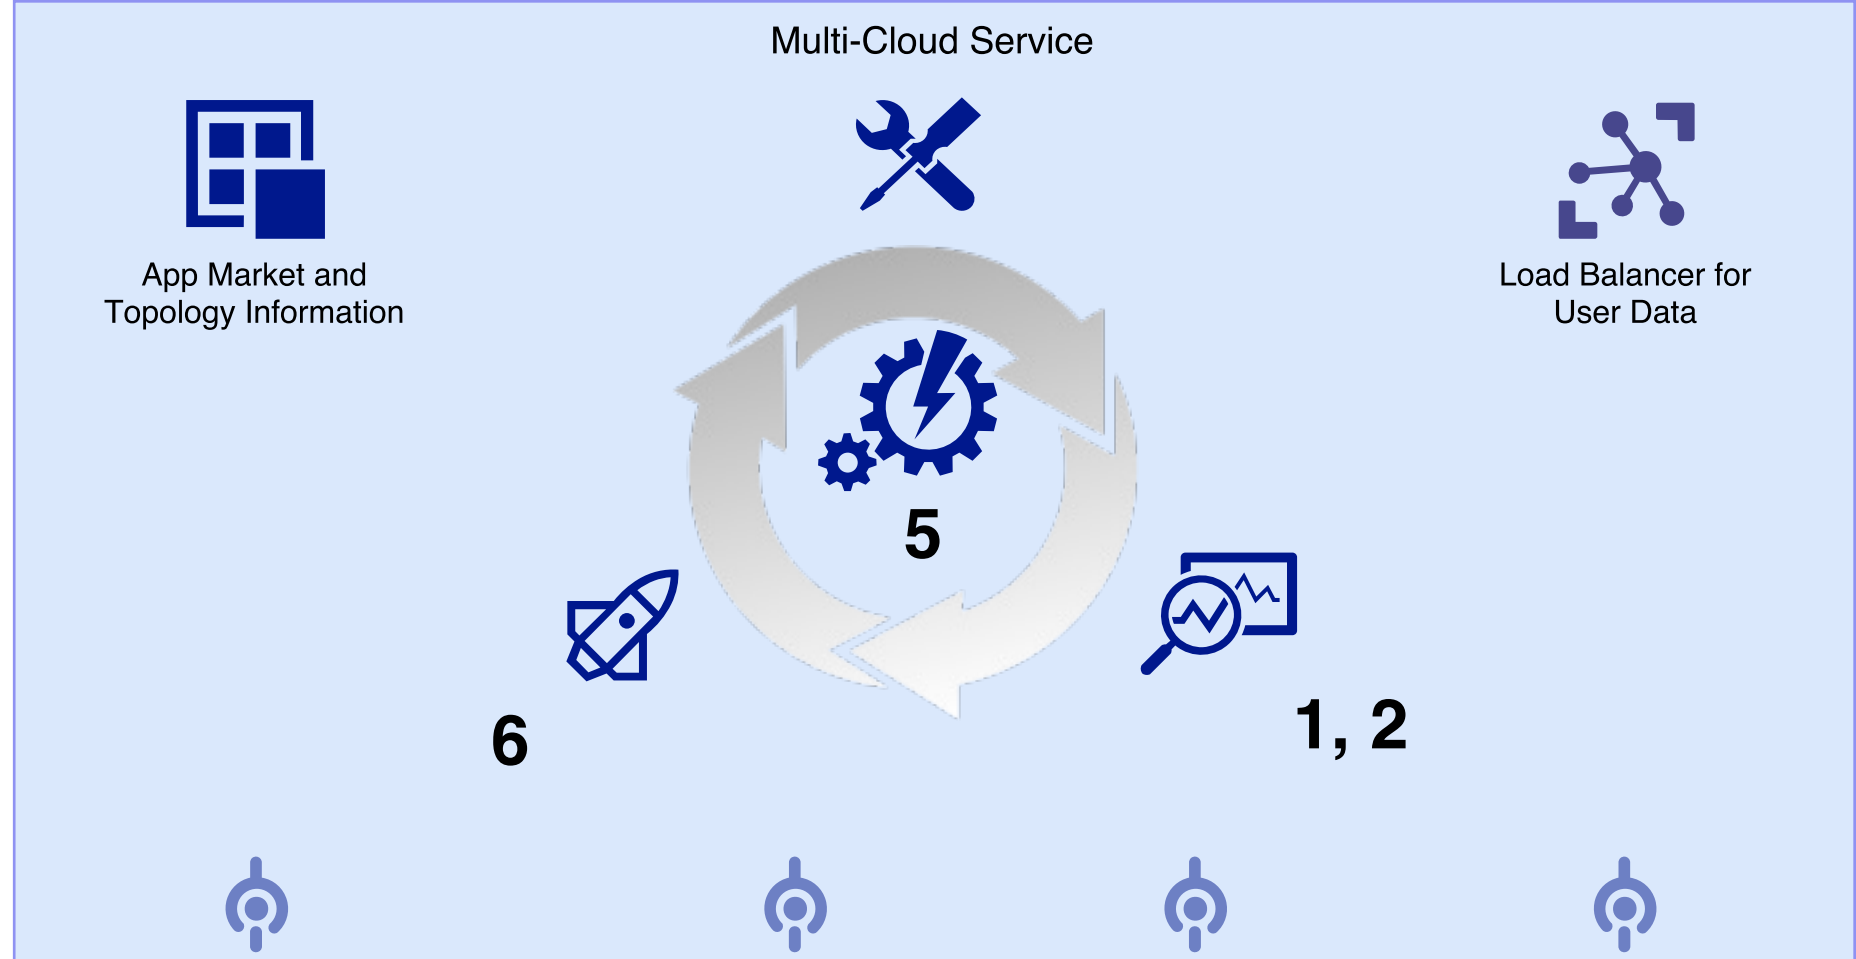 Multi-Cloud Service
App Market and
Topology Information
Load Balancer for
User Data
5
6
1, 2